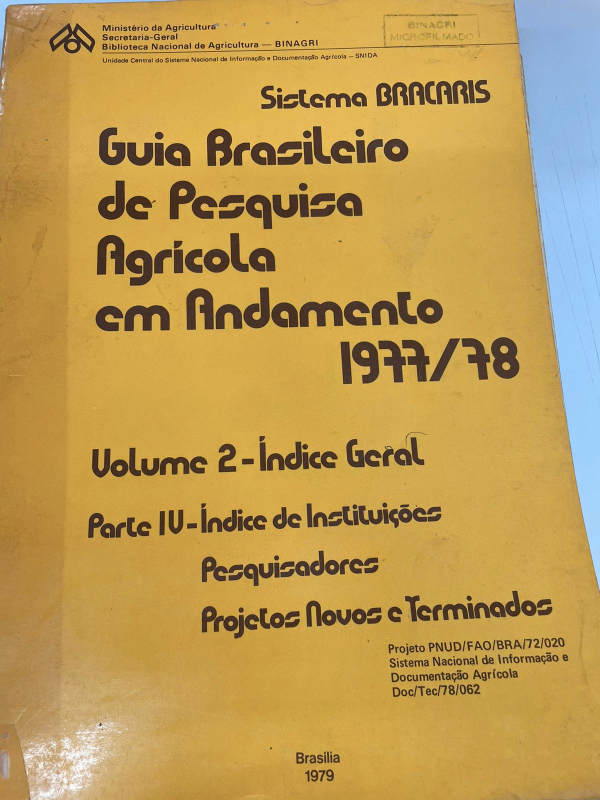 Ministério da Agricultura
Secretaria-Geral
Biblioteca Nacional de Agricultura — BINAGRI
Unidade Central do Sistema Nacional de Informação e Documentação Agrícola — SNIDA
BINAGRI
MICROFILMADO
Sistema BRACARIS
Guia Brasileiro
de Pesquisa
Agrícola
em Andamento
1977/78
Volume 2 - Índice Geral
Parte IV - Índice de Instituições
Pesquisadores
Projetos Novos e Terminados
Projeto PNUD/FAO/BRA/72/020
Sistema Nacional de Informação e
Documentação Agrícola
Doc/Tec/78/062
Brasília
1979